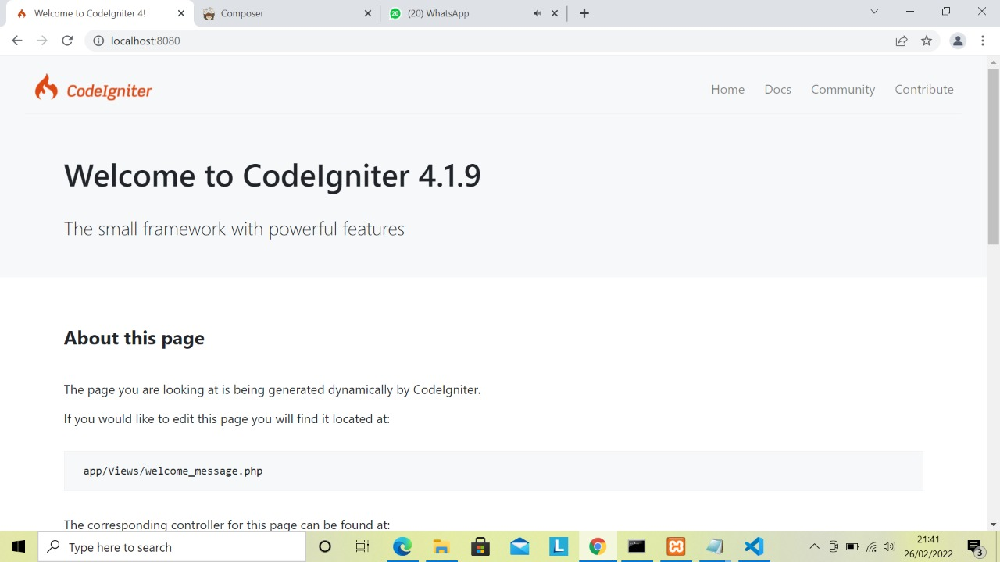 Welcome to CodeIgniter 4!
Composer
20
(20) WhatsApp
localhost:8080
CodeIgniter
Home Docs Community Contribute
Welcome to CodeIgniter 4.1.9
The small framework with powerful features
About this page
The page you are looking at is being generated dynamically by CodeIgniter.
If you would like to edit this page you will find it located at:
app/Views/welcome_message.php
The corresponding controller for this page can be found at:
Type here to search
L
21:41
26/02/2022
3